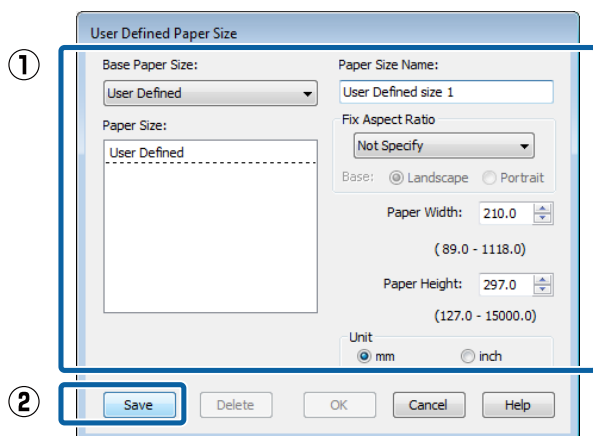 User Defined Paper Size
①
Base Paper Size:
User Defined
Paper Size:
User Defined
Paper Size Name:
User Defined size 1
Fix Aspect Ratio
Not Specify
Base: Landscape Portrait
Paper Width: 210.0
( 89.0 - 1118.0)
Paper Height: 297.0
(127.0 - 15000.0)
Unit
mm inch
②
Save Delete OK Cancel Help